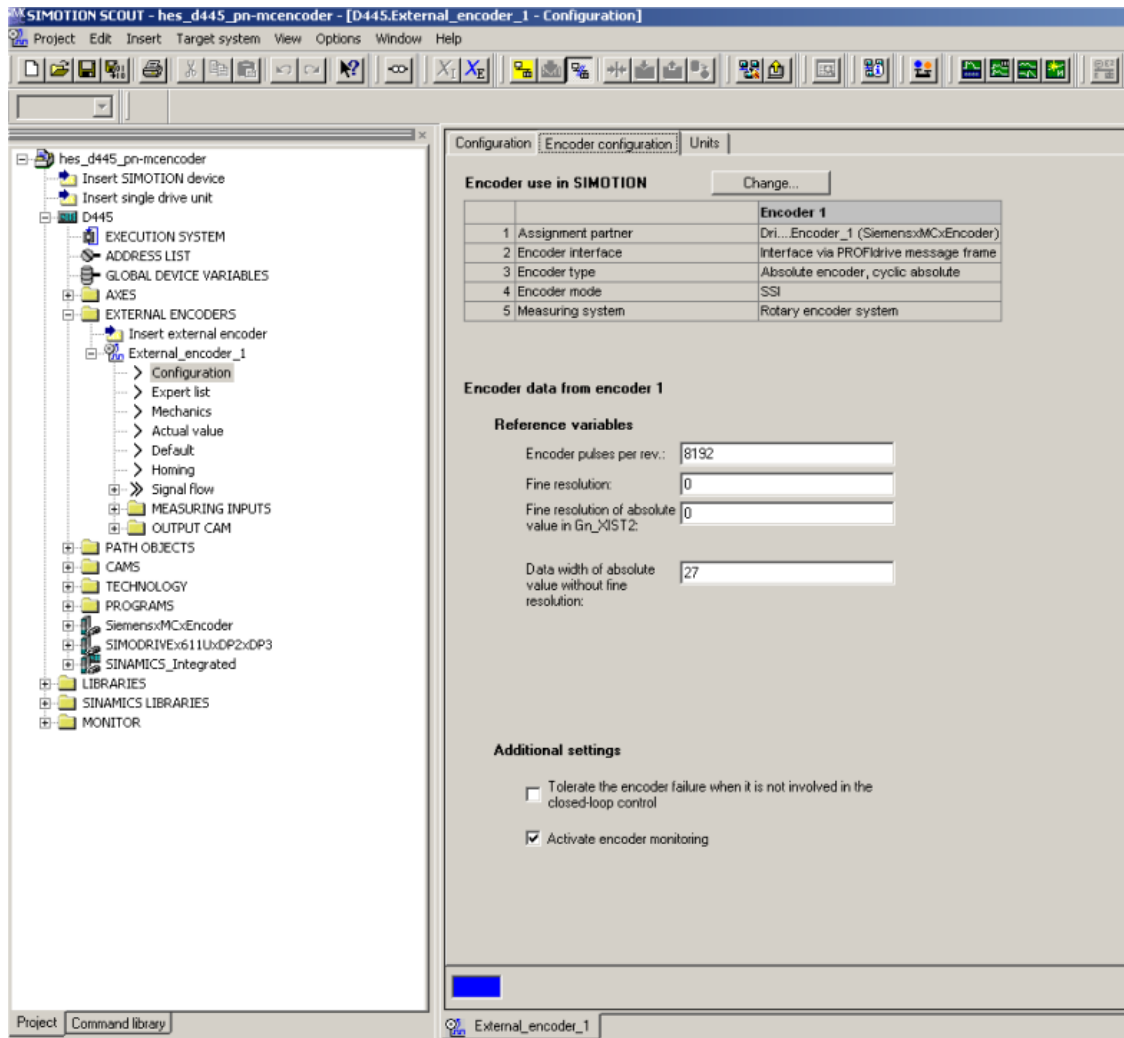 SIMOTION SCOUT - hes_d445_pn-mcencoder - [D445.External_encoder_1 - Configuration]
Project Edit Insert Target system View Options Window Help
hes_d445_pn-mcencoder
Insert SIMOTION device
Insert single drive unit
D445
EXECUTION SYSTEM
ADDRESS LIST
GLOBAL DEVICE VARIABLES
AXES
EXTERNAL ENCODERS
Insert external encoder
External_encoder_1
Configuration
Expert list
Mechanics
Actual value
Default
Homing
Signal flow
MEASURING INPUTS
OUTPUT CAM
PATH OBJECTS
CAMS
TECHNOLOGY
PROGRAMS
SiemensxMCxEncoder
SIMODRIVEx611UxDP2xDP3
SINAMICS_Integrated
LIBRARIES
SINAMICS LIBRARIES
MONITOR
Project Command library
Configuration Encoder configuration Units
Encoder use in SIMOTION Change...
Encoder 1
1 Assignment partner Dri....Encoder_1 (SiemensxMCxEncoder)
2 Encoder interface Interface via PROFIdrive message frame
3 Encoder type Absolute encoder, cyclic absolute
4 Encoder mode SSI
5 Measuring system Rotary encoder system
Encoder data from encoder 1
Reference variables
Encoder pulses per rev.: 8192
Fine resolution: 0
Fine resolution of absolute 0
value in Gn_XIST2:
Data width of absolute 27
value without fine
resolution:
Additional settings
Tolerate the encoder failure when it is not involved in the
closed-loop control
Activate encoder monitoring
External_encoder_1